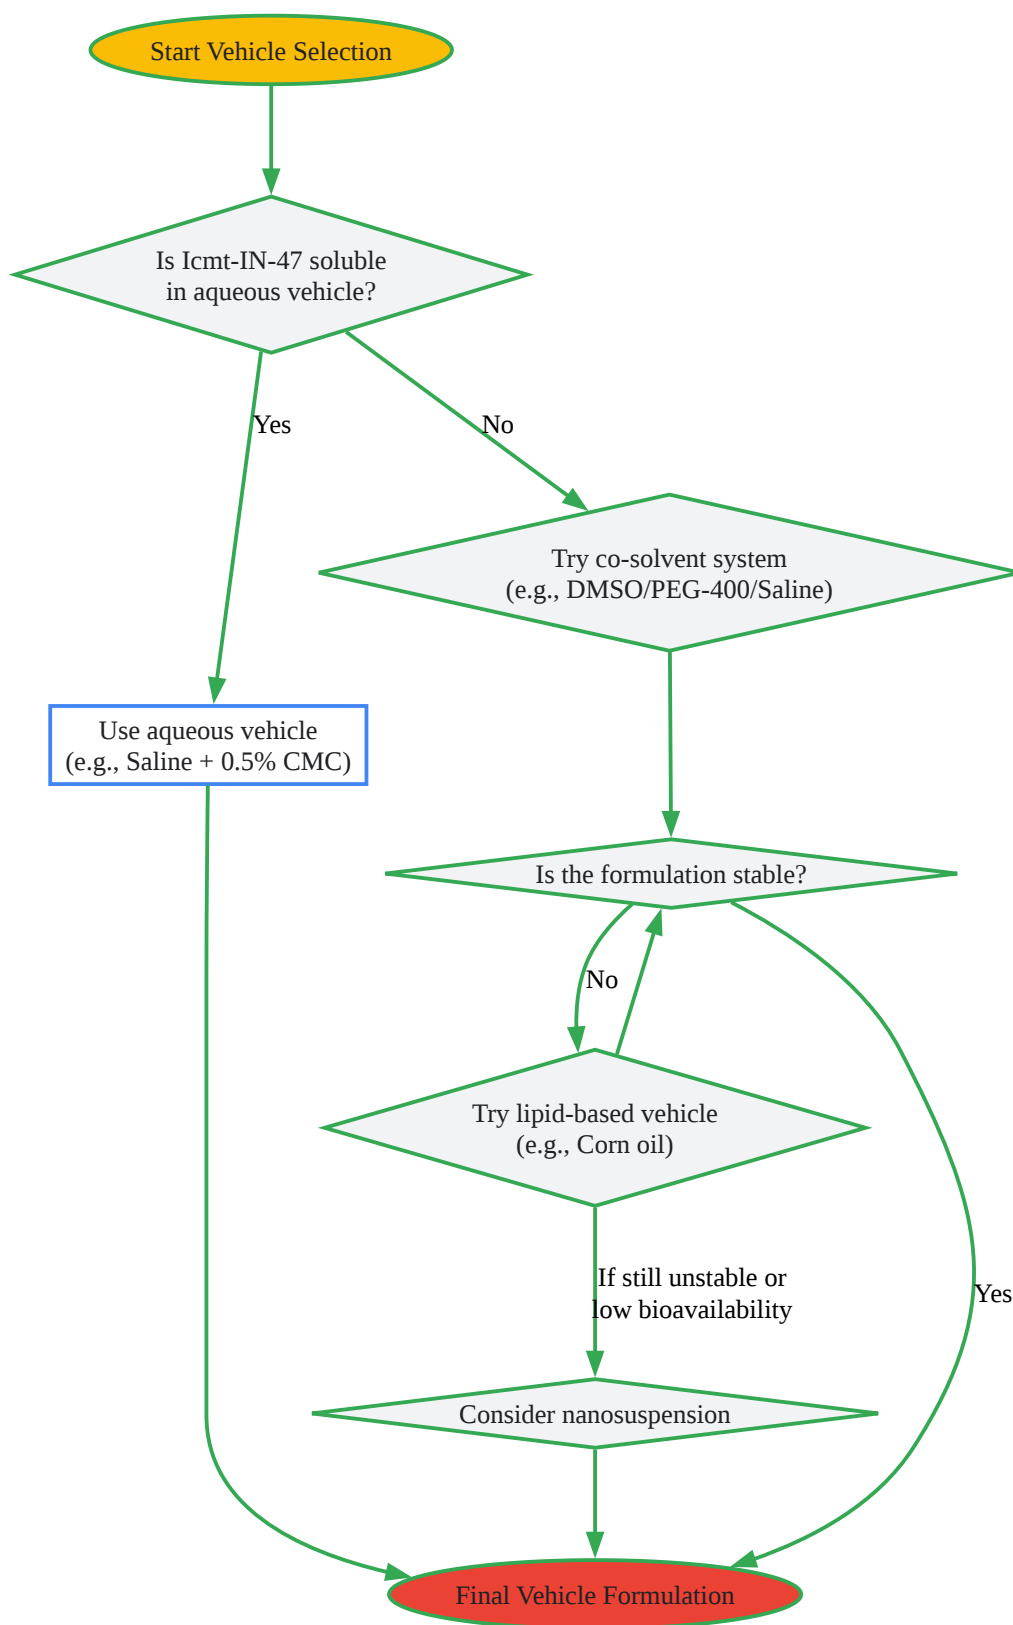 Start Vehicle Selection
Is Icmt-IN-47 soluble
in aqueous vehicle?
Yes
No
Try co-solvent system
(e.g., DMSO/PEG-400/Saline)
Use aqueous vehicle
(e.g., Saline + 0.5% CMC)
Is the formulation stable?
No
Try lipid-based vehicle
(e.g., Corn oil)
If still unstable or
low bioavailability
Yes
Consider nanosuspension
Final Vehicle Formulation